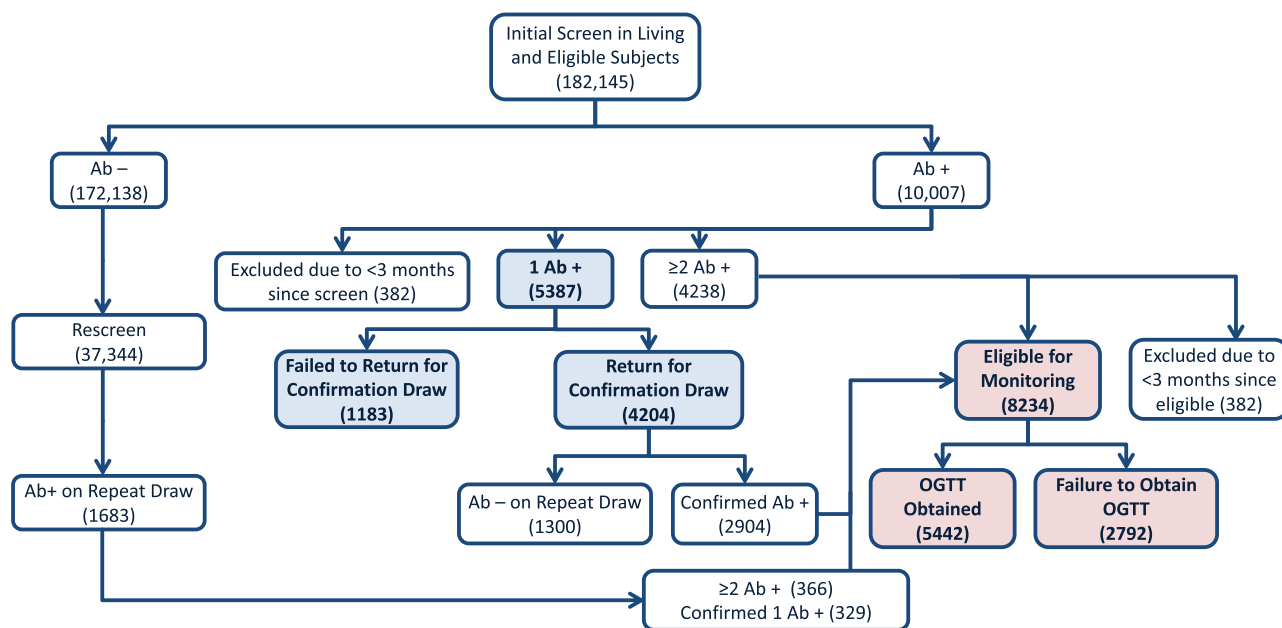 Initial Screen in Living
and Eligible Subjects
(182,145)
Ab –
(172,138)
Ab +
(10,007)
Excluded due to <3 months
since screen (382)
1 Ab +
(5387)
≥2 Ab +
(4238)
Rescreen
(37,344)
Failed to Return for
Confirmation Draw
(1183)
Return for
Confirmation Draw
(4204)
Eligible for
Monitoring
(8234)
Excluded due to
<3 months since
eligible (382)
Ab+ on Repeat Draw
(1683)
Ab – on Repeat Draw
(1300)
Confirmed Ab +
(2904)
OGTT
Obtained
(5442)
Failure to Obtain
OGTT
(2792)
≥2 Ab + (366)
Confirmed 1 Ab + (329)